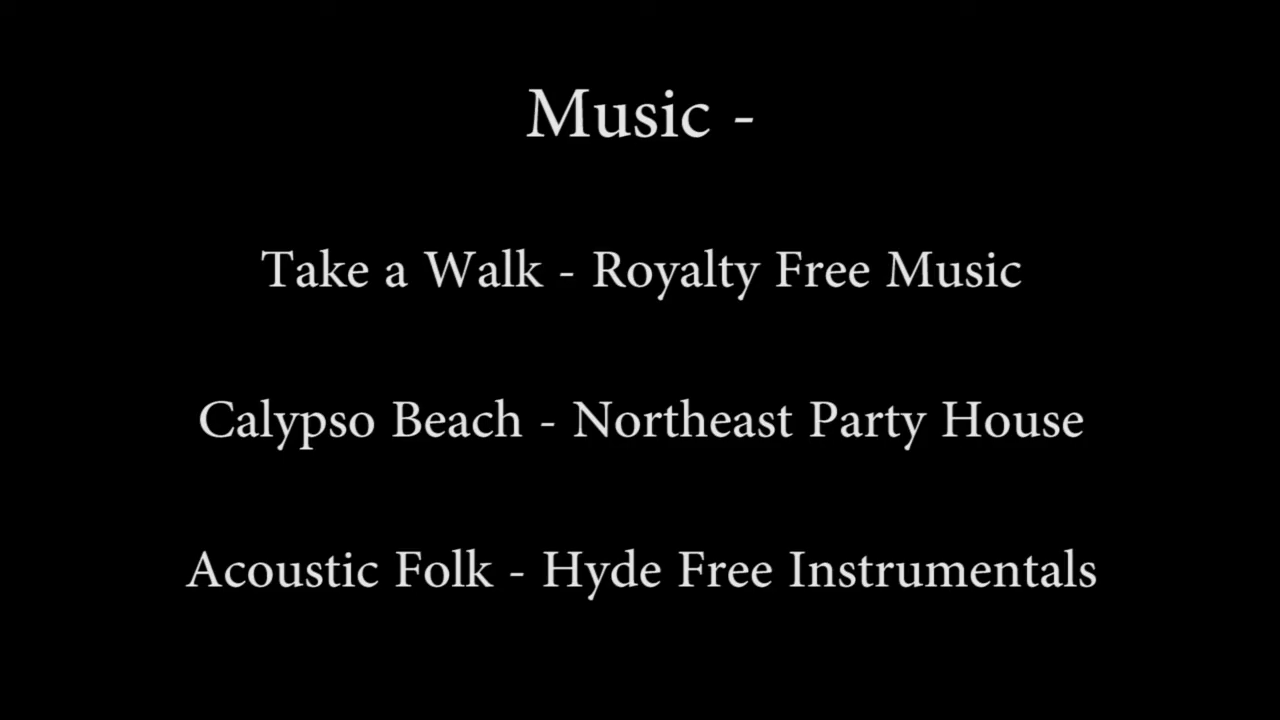 Music -
Take a Walk - Royalty Free Music
Calypso Beach - Northeast Party House
Acoustic Folk - Hyde Free Instrumentals